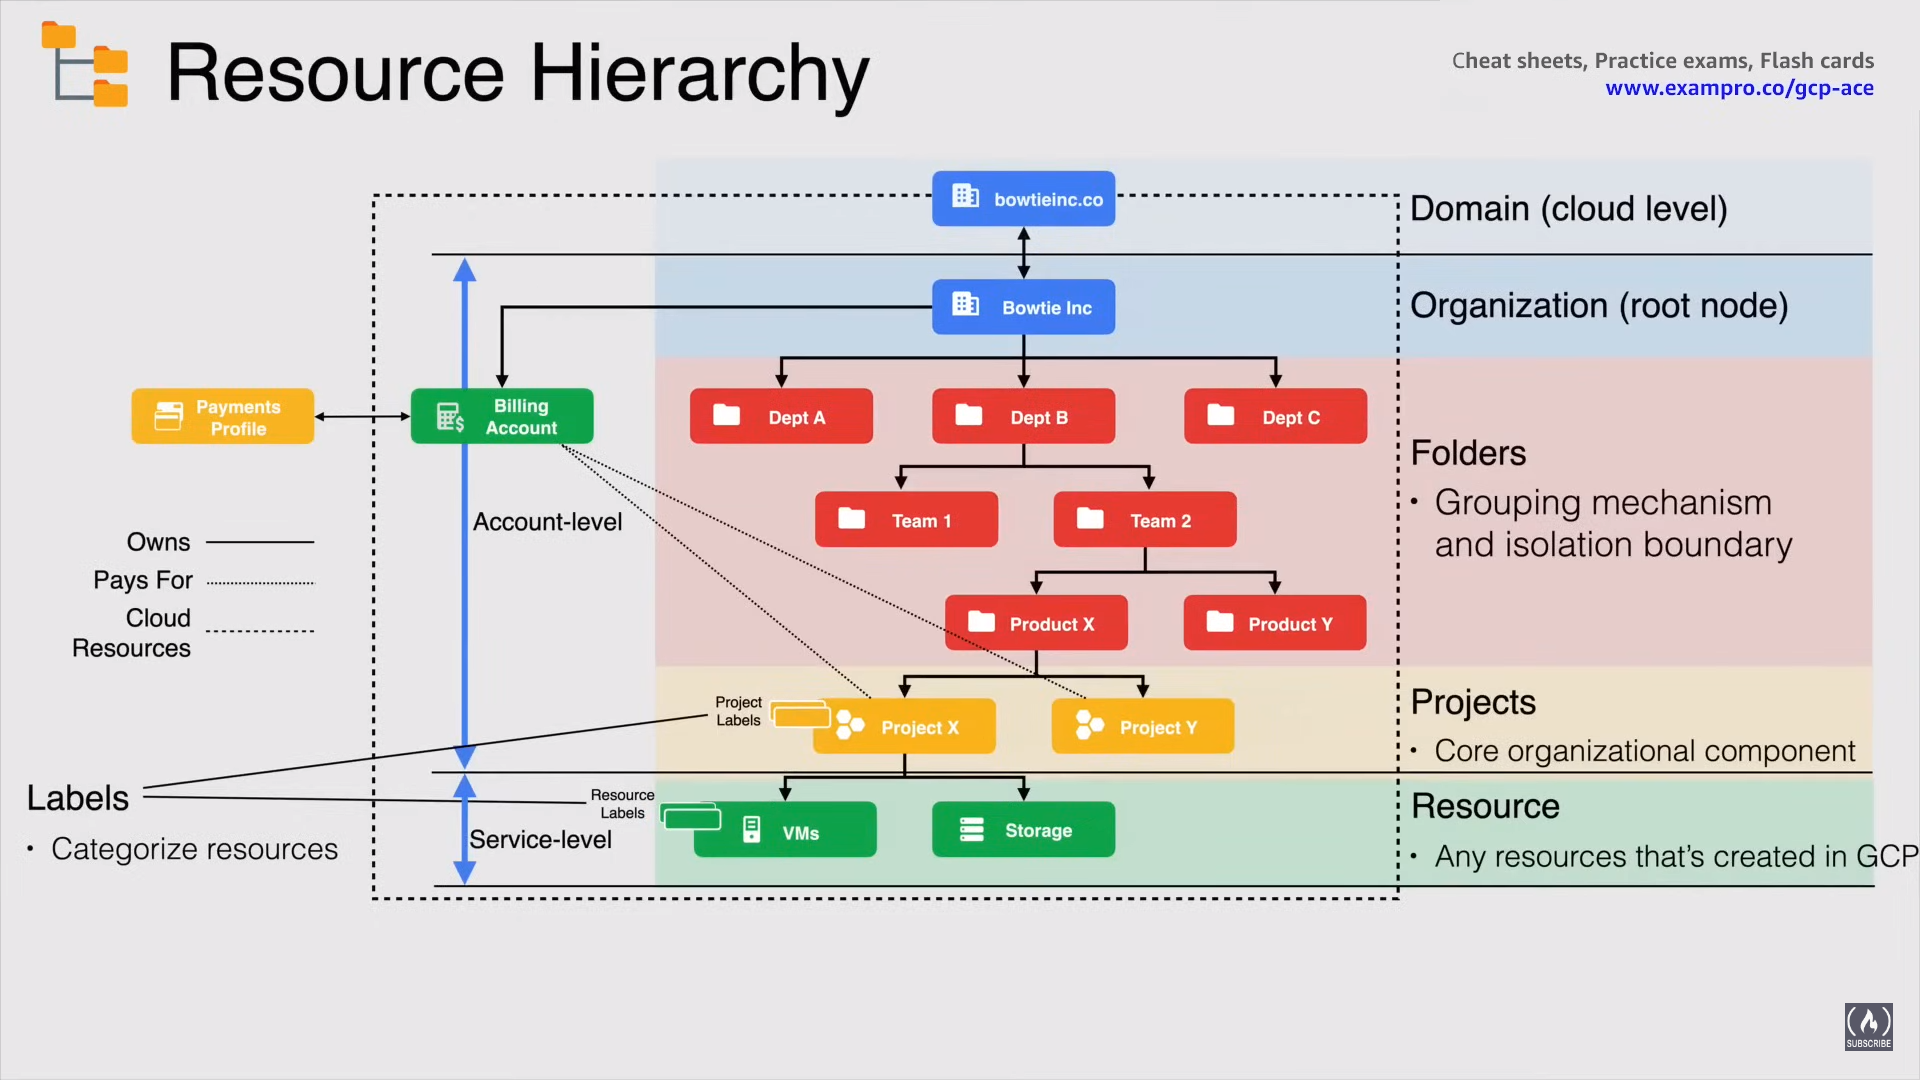 Resource Hierarchy
Cheat sheets, Practice exams, Flash cards
www.exampro.co/gcp-ace
bowtieinc.co
Domain (cloud level)
Bowtie Inc
Organization (root node)
Payments
Profile
Billing
Account
Dept A
Dept B
Dept C
Folders
• Grouping mechanism
and isolation boundary
Account-level
Team 1
Team 2
Owns
Pays For
Cloud
Resources
Product X
Product Y
Project
Labels
Project X
Project Y
Projects
• Core organizational component
Labels
• Categorize resources
Resource
Labels
Service-level
VMs
Storage
Resource
• Any resources that's created in GCP
SUBSCRIBE